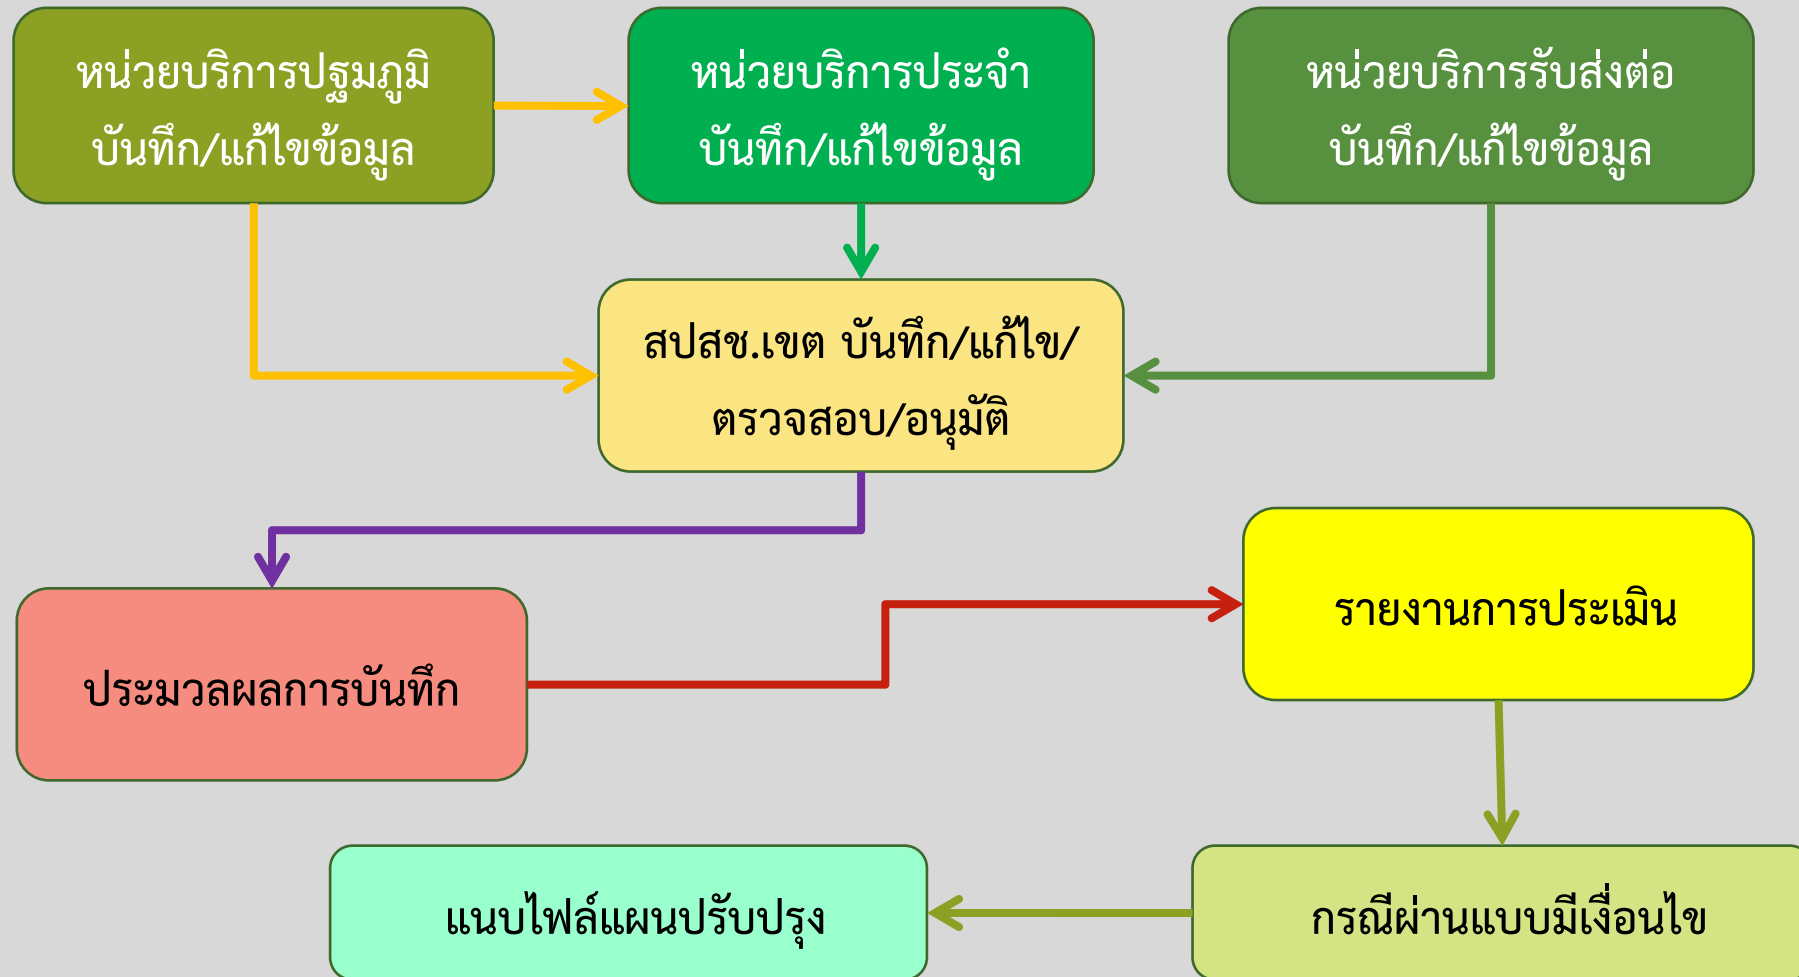 หน่วยบริการปฐมภูมิ
บันทึก/แก้ไขข้อมูล
หน่วยบริการประจำ
บันทึก/แก้ไขข้อมูล
หน่วยบริการรับส่งต่อ
บันทึก/แก้ไขข้อมูล
สปสช.เขต บันทึก/แก้ไข/
ตรวจสอบ/อนุมัติ
รายงานการประเมิน
ประมวลผลการบันทึก
แนบไฟล์แผนปรับปรุง
กรณีผ่านแบบมีเงื่อนไข